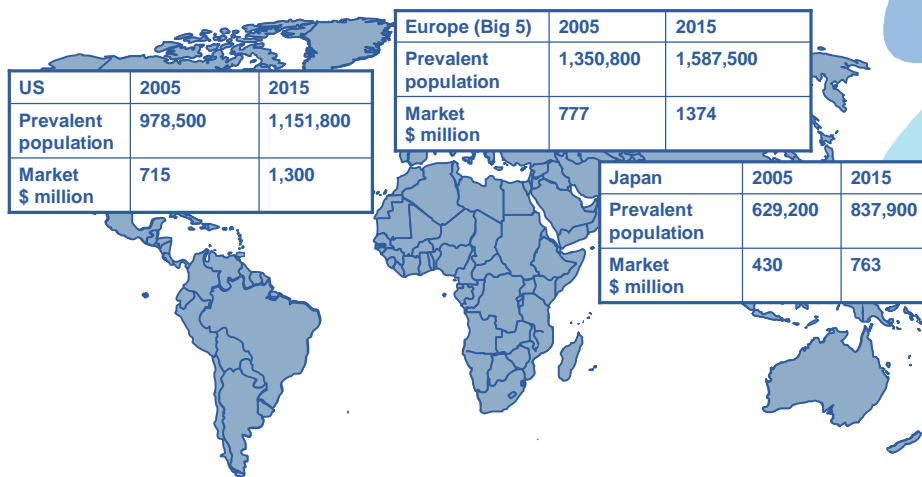 US 2005 2015
Prevalent population 978,500 1,151,800
Market $ million 715 1,300
Europe (Big 5) 2005 2015
Prevalent population 1,350,800 1,587,500
Market $ million 777 1374
Japan 2005 2015
Prevalent population 629,200 837,900
Market $ million 430 763